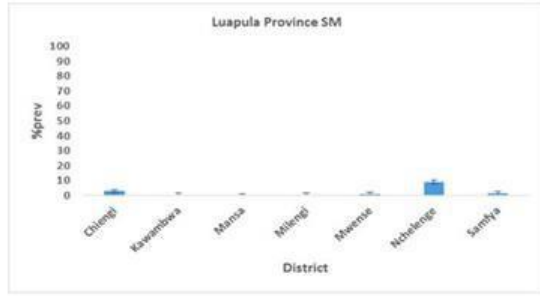 Luapula Province SM
100
90
80
70
60
50
40
30
20
10
0
%prev
Chiengi
Kawambwa
Mansa
Milengi
Mwense
Nchelenge
Samfya
District